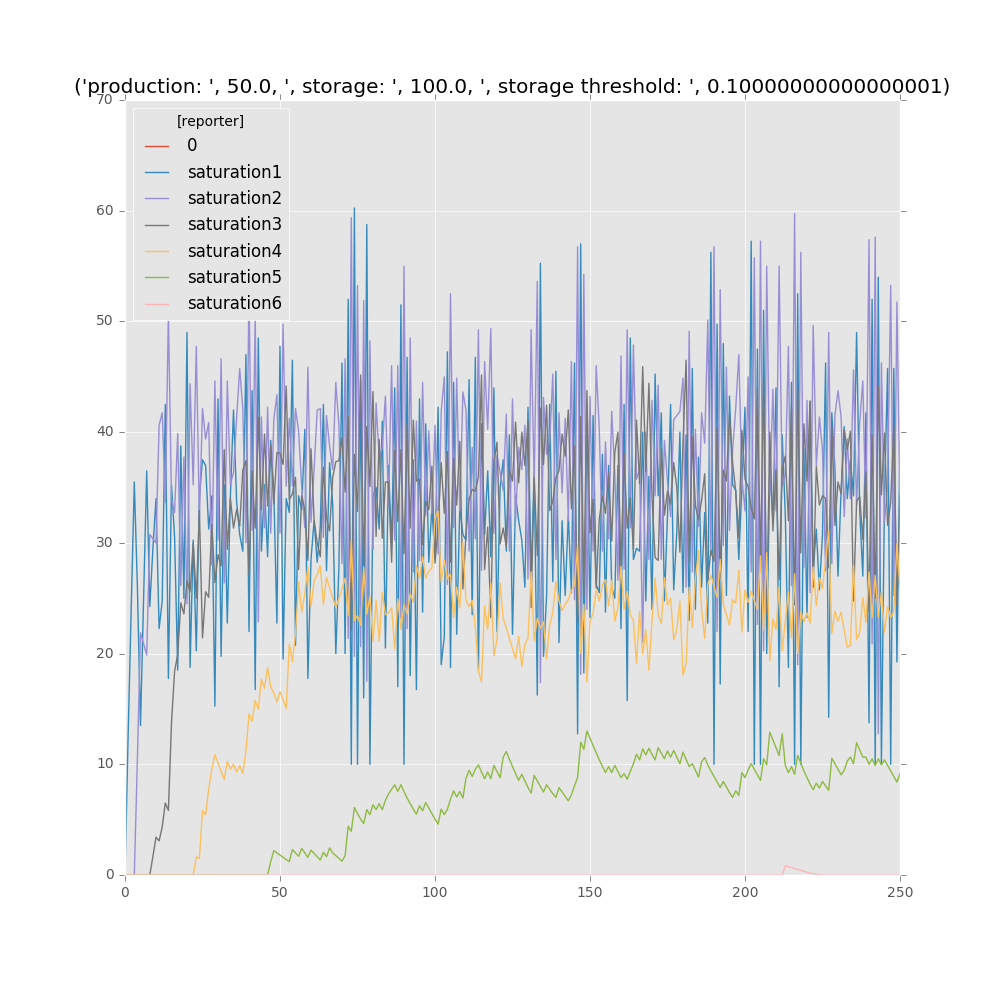 ('production: ', 50.0, ', storage: ', 100.0, ', storage threshold: ', 0.10000000000000001)
70
60
50
40
30
20
10
0
[reporter]
0
saturation1
saturation2
saturation3
saturation4
saturation5
saturation6
0 50 100 150 200 250